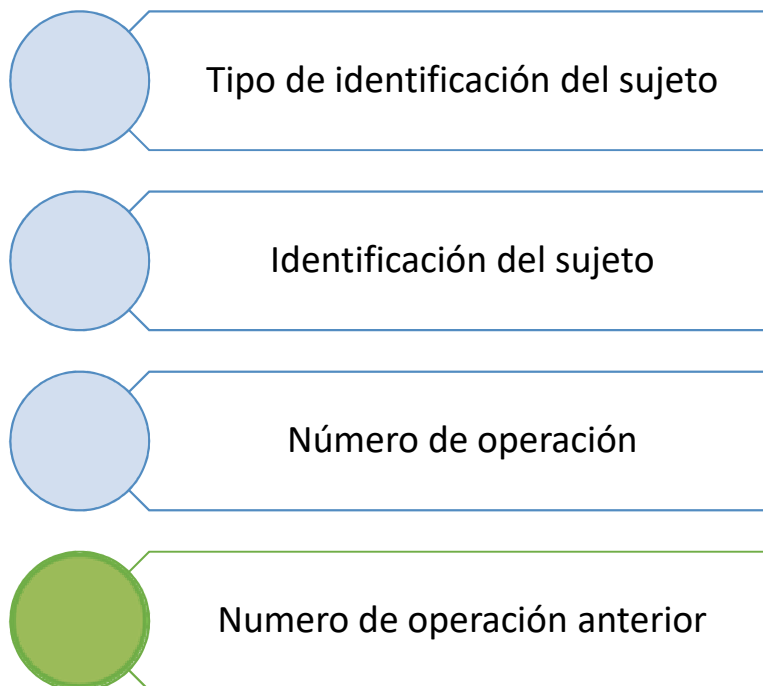 Tipo de identificación del sujeto
Identificación del sujeto
Número de operación
Numero de operación anterior